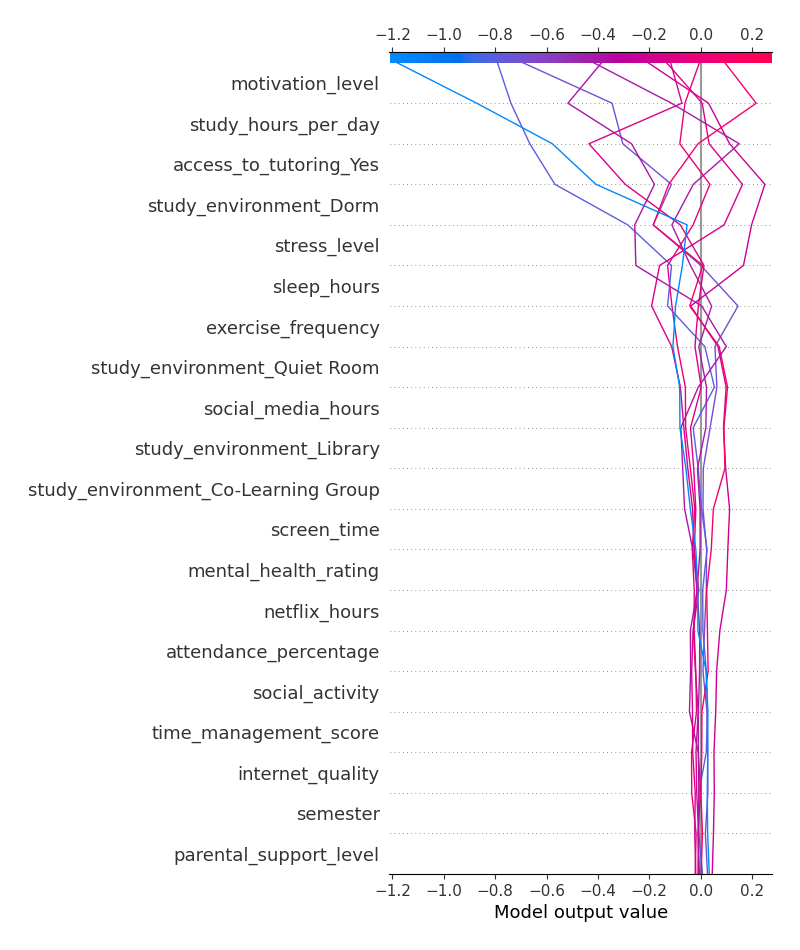 −1.2 −1.0 −0.8 −0.6 −0.4 −0.2 0.0 0.2
motivation_level
study_hours_per_day
access_to_tutoring_Yes
study_environment_Dorm
stress_level
sleep_hours
exercise_frequency
study_environment_Quiet Room
social_media_hours
study_environment_Library
study_environment_Co-Learning Group
screen_time
mental_health_rating
netflix_hours
attendance_percentage
social_activity
time_management_score
internet_quality
semester
parental_support_level
−1.2 −1.0 −0.8 −0.6 −0.4 −0.2 0.0 0.2
Model output value